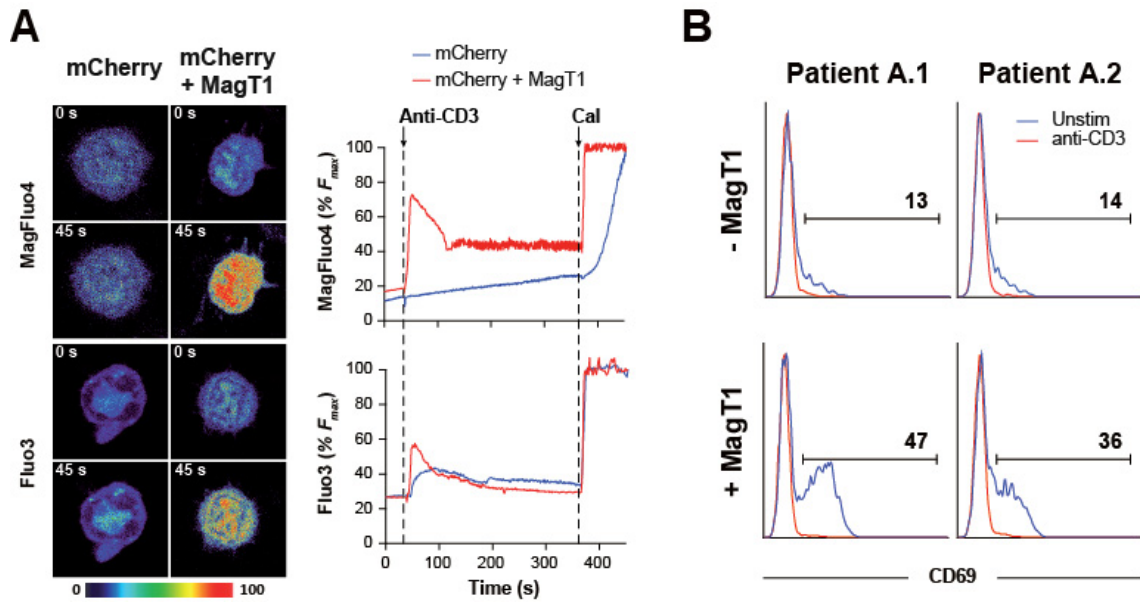 A
mCherry
mCherry
+ MagT1
MagFluo4
0 s
0 s
45 s
45 s
Fluo3
0 s
0 s
45 s
45 s
0
100
mCherry
mCherry + MagT1
Anti-CD3
Cal
MagFluo4 (% Fmax)
100
80
60
40
20
0
Fluo3 (% Fmax)
100
80
60
40
20
0
0
100
200
300
400
Time (s)
B
Patient A.1
Patient A.2
Unstim
anti-CD3
- MagT1
13
14
+ MagT1
47
36
CD69